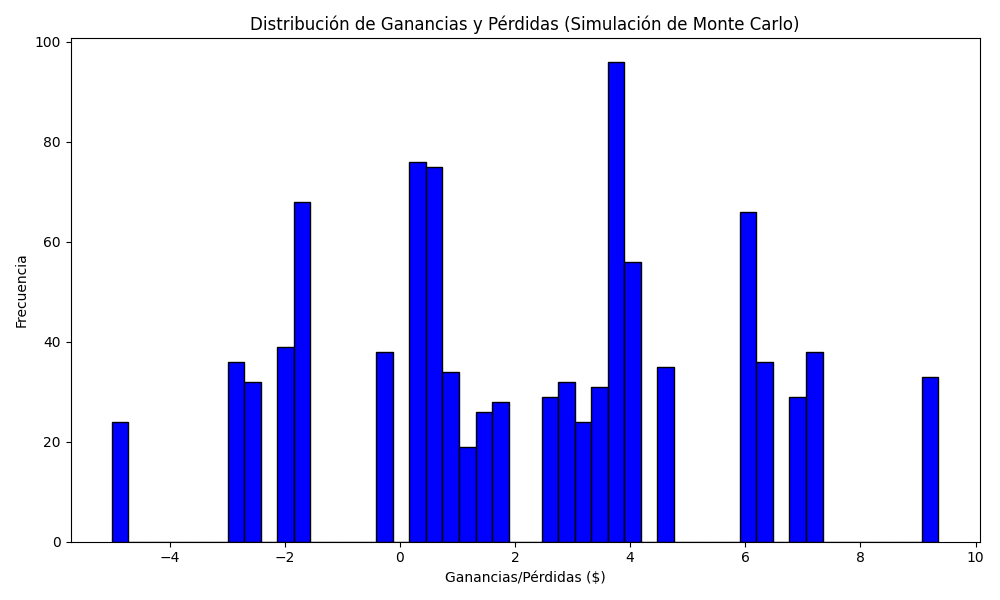 Distribución de Ganancias y Pérdidas (Simulación de Monte Carlo)
100
80
60
40
20
0
Frecuencia
−4 −2 0 2 4 6 8 10
Ganancias/Pérdidas ($)